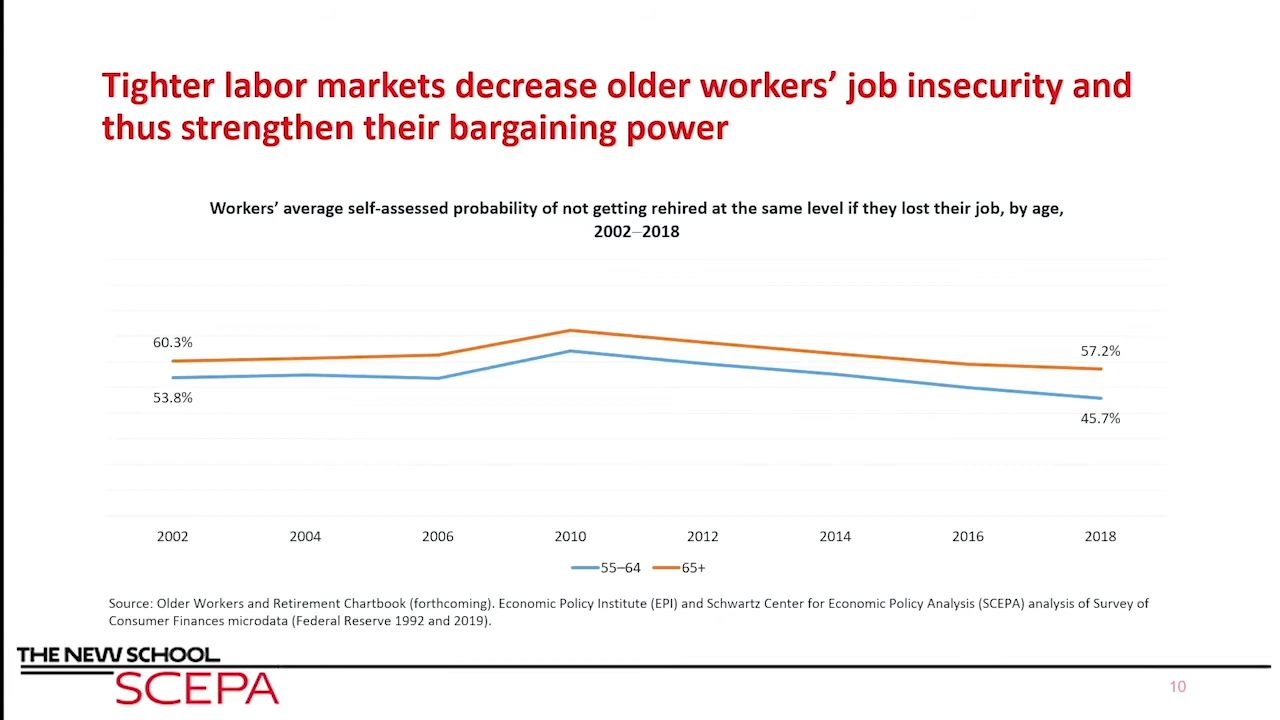 Tighter labor markets decrease older workers’ job insecurity and
thus strengthen their bargaining power
Workers’ average self-assessed probability of not getting rehired at the same level if they lost their job, by age,
2002–2018
60.3%
57.2%
53.8%
45.7%
2002 2004 2006 2010 2012 2014 2016 2018
55–64 65+
Source: Older Workers and Retirement Chartbook (forthcoming). Economic Policy Institute (EPI) and Schwartz Center for Economic Policy Analysis (SCEPA) analysis of Survey of
Consumer Finances microdata (Federal Reserve 1992 and 2019).
THE NEW SCHOOL
SCEPA
10